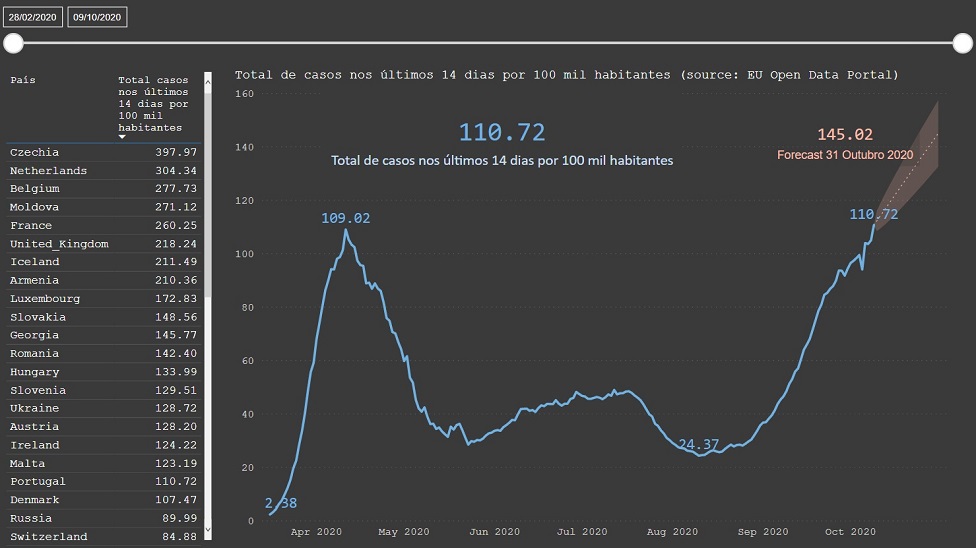 28/02/2020 09/10/2020
País Total casos
nos últimos
14 dias por
100 mil
habitantes
Czechia 397.97
Netherlands 304.34
Belgium 277.73
Moldova 271.12
France 260.25
United_Kingdom 218.24
Iceland 211.49
Armenia 210.36
Luxembourg 172.83
Slovakia 148.56
Georgia 145.77
Romania 142.40
Hungary 133.99
Slovenia 129.51
Ukraine 128.72
Austria 128.20
Ireland 124.22
Malta 123.19
Portugal 110.72
Denmark 107.47
Russia 89.99
Switzerland 84.88
Total de casos nos últimos 14 dias por 100 mil habitantes (source: EU Open Data Portal)
160
140
120
100
80
60
40
20
0
110.72
Total de casos nos últimos 14 dias por 100 mil habitantes
145.02
Forecast 31 Outubro 2020
109.02
110.72
24.37
2.38
Apr 2020 May 2020 Jun 2020 Jul 2020 Aug 2020 Sep 2020 Oct 2020